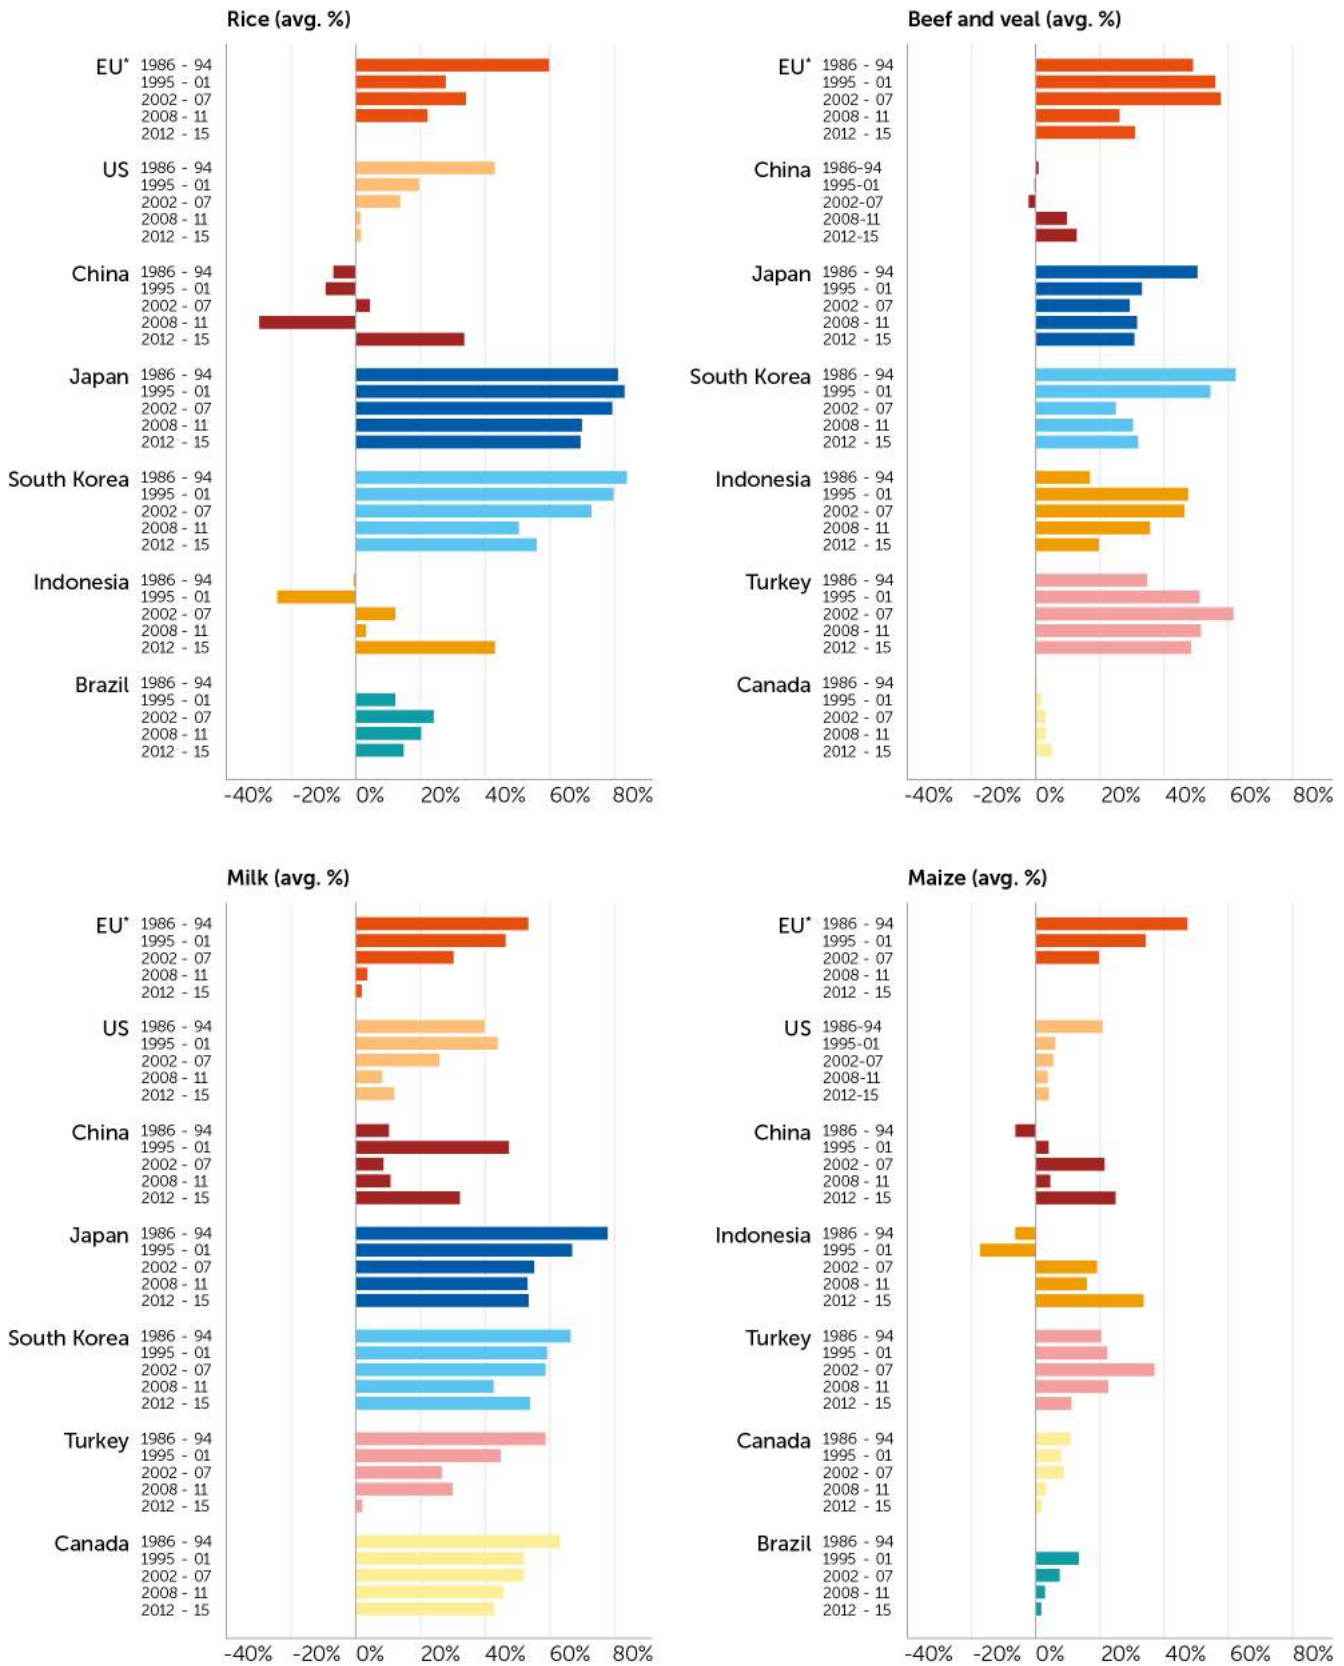 Rice (avg. %)
EU* 1986 - 94
1995 - 01
2002 - 07
2008 - 11
2012 - 15
US 1986 - 94
1995 - 01
2002 - 07
2008 - 11
2012 - 15
China 1986 - 94
1995 - 01
2002 - 07
2008 - 11
2012 - 15
Japan 1986 - 94
1995 - 01
2002 - 07
2008 - 11
2012 - 15
South Korea 1986 - 94
1995 - 01
2002 - 07
2008 - 11
2012 - 15
Indonesia 1986 - 94
1995 - 01
2002 - 07
2008 - 11
2012 - 15
Brazil 1986 - 94
1995 - 01
2002 - 07
2008 - 11
2012 - 15
-40% -20% 0% 20% 40% 60% 80%
Beef and veal (avg. %)
EU* 1986 - 94
1995 - 01
2002 - 07
2008 - 11
2012 - 15
China 1986-94
1995-01
2002-07
2008-11
2012-15
Japan 1986 - 94
1995 - 01
2002 - 07
2008 - 11
2012 - 15
South Korea 1986 - 94
1995 - 01
2002 - 07
2008 - 11
2012 - 15
Indonesia 1986 - 94
1995 - 01
2002 - 07
2008 - 11
2012 - 15
Turkey 1986 - 94
1995 - 01
2002 - 07
2008 - 11
2012 - 15
Canada 1986 - 94
1995 - 01
2002 - 07
2008 - 11
2012 - 15
-40% -20% 0% 20% 40% 60% 80%
Milk (avg. %)
EU* 1986 - 94
1995 - 01
2002 - 07
2008 - 11
2012 - 15
US 1986 - 94
1995 - 01
2002 - 07
2008 - 11
2012 - 15
China 1986 - 94
1995 - 01
2002 - 07
2008 - 11
2012 - 15
Japan 1986 - 94
1995 - 01
2002 - 07
2008 - 11
2012 - 15
South Korea 1986 - 94
1995 - 01
2002 - 07
2008 - 11
2012 - 15
Turkey 1986 - 94
1995 - 01
2002 - 07
2008 - 11
2012 - 15
Canada 1986 - 94
1995 - 01
2002 - 07
2008 - 11
2012 - 15
-40% -20% 0% 20% 40% 60% 80%
Maize (avg. %)
EU* 1986 - 94
1995 - 01
2002 - 07
2008 - 11
2012 - 15
US 1986-94
1995-01
2002-07
2008-11
2012-15
China 1986 - 94
1995 - 01
2002 - 07
2008 - 11
2012 - 15
Indonesia 1986 - 94
1995 - 01
2002 - 07
2008 - 11
2012 - 15
Turkey 1986 - 94
1995 - 01
2002 - 07
2008 - 11
2012 - 15
Canada 1986 - 94
1995 - 01
2002 - 07
2008 - 11
2012 - 15
Brazil 1986 - 94
1995 - 01
2002 - 07
2008 - 11
2012 - 15
-40% -20% 0% 20% 40% 60% 80%